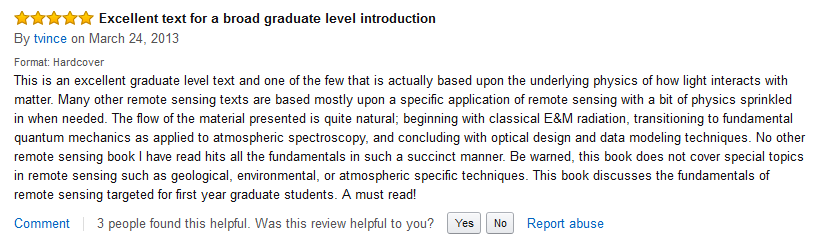 Excellent text for a broad graduate level introduction
By tvince on March 24, 2013
Format: Hardcover
This is an excellent graduate level text and one of the few that is actually based upon the underlying physics of how light interacts with
matter. Many other remote sensing texts are based mostly upon a specific application of remote sensing with a bit of physics sprinkled
in when needed. The flow of the material presented is quite natural; beginning with classical E&M radiation, transitioning to fundamental
quantum mechanics as applied to atmospheric spectroscopy, and concluding with optical design and data modeling techniques. No other
remote sensing book I have read hits all the fundamentals in such a succinct manner. Be warned, this book does not cover special topics
in remote sensing such as geological, environmental, or atmospheric specific techniques. This book discusses the fundamentals of
remote sensing targeted for first year graduate students. A must read!
Comment 3 people found this helpful. Was this review helpful to you? Yes No Report abuse